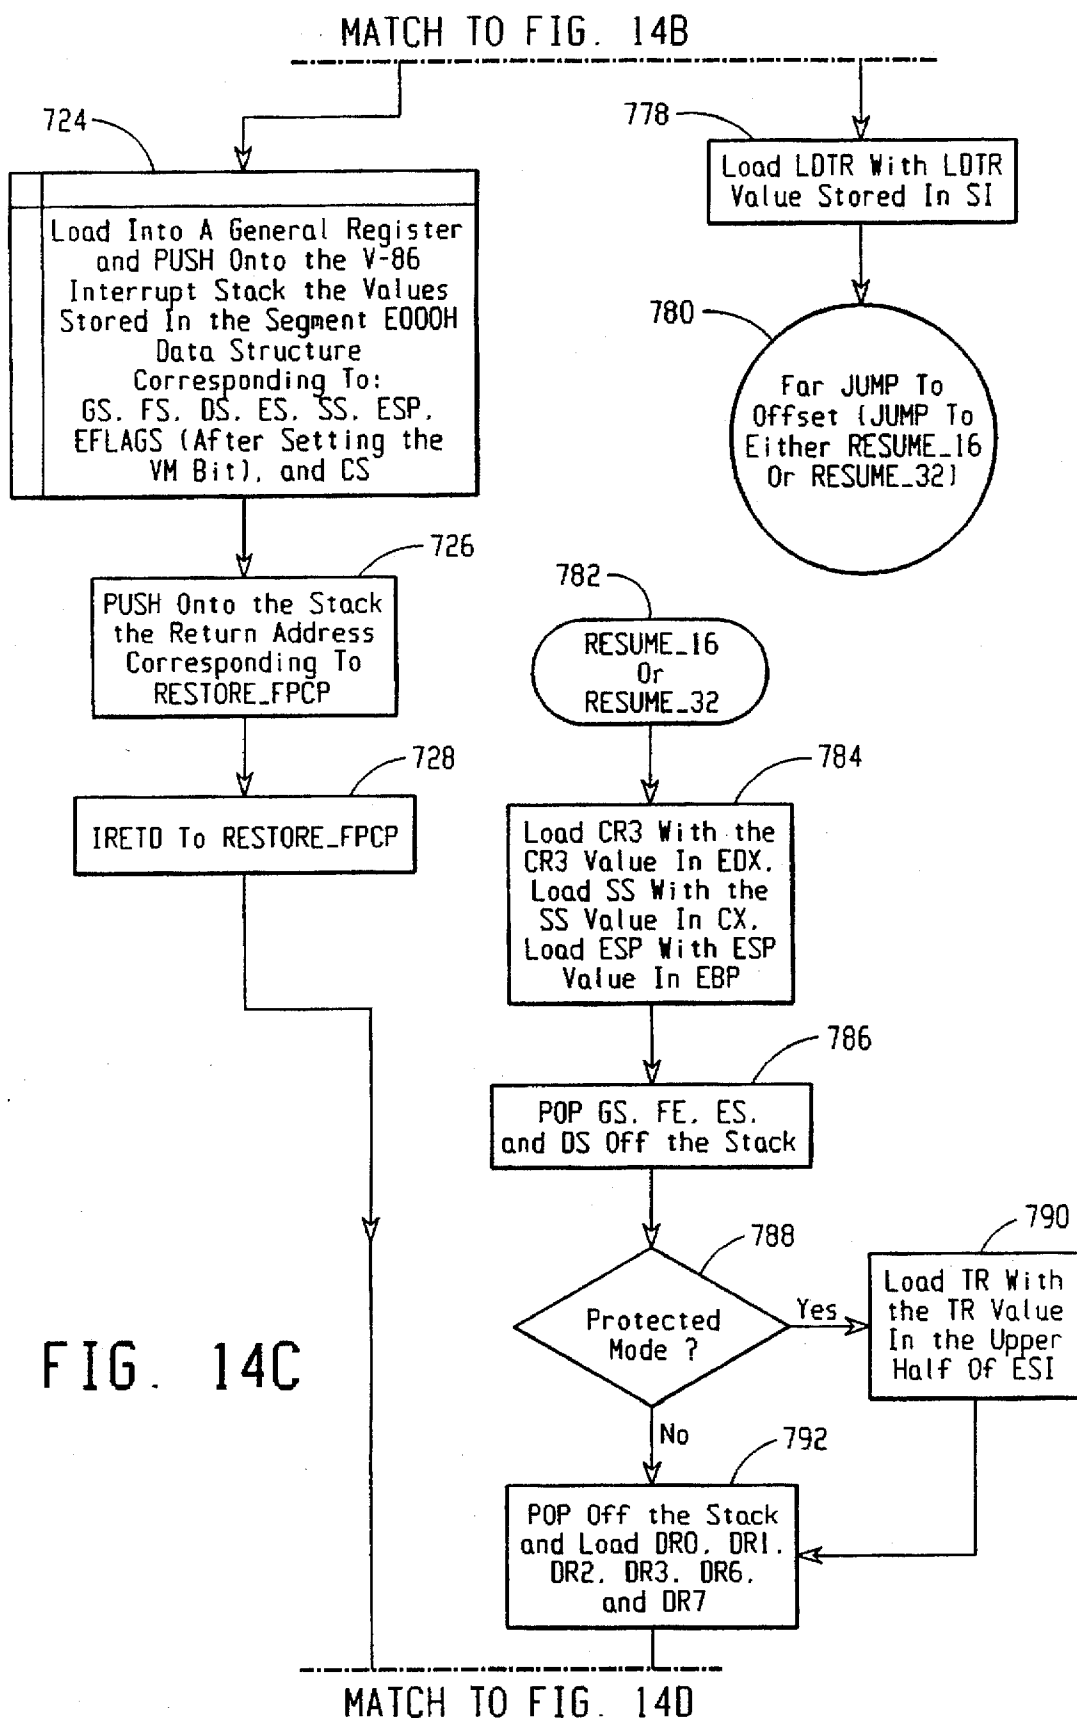 MATCH TO FIG. 14B
724
Load Into A General Register
and PUSH Onto the V-86
Interrupt Stack the Values
Stored In the Segment E000H
Data Structure
Corresponding To:
GS, FS, DS, ES, SS, ESP,
EFLAGS (After Setting the
VM Bit), and CS
726
PUSH Onto the Stack
the Return Address
Corresponding To
RESTORE_FPCP
728
IRETD To RESTORE_FPCP
778
Load LDTR With LDTR
Value Stored In SI
780
Far JUMP To
Offset (JUMP To
Either RESUME_16
Or RESUME_32)
782
RESUME_16
Or
RESUME_32
784
Load CR3 With the
CR3 Value In EDX,
Load SS With the
SS Value In CX,
Load ESP With ESP
Value In EBP
786
POP GS, FE, ES,
and DS Off the Stack
788
Protected
Mode ?
Yes
No
790
Load TR With
the TR Value
In the Upper
Half Of ESI
792
POP Off the Stack
and Load DR0, DR1,
DR2, DR3, DR6,
and DR7
FIG. 14C
MATCH TO FIG. 14D